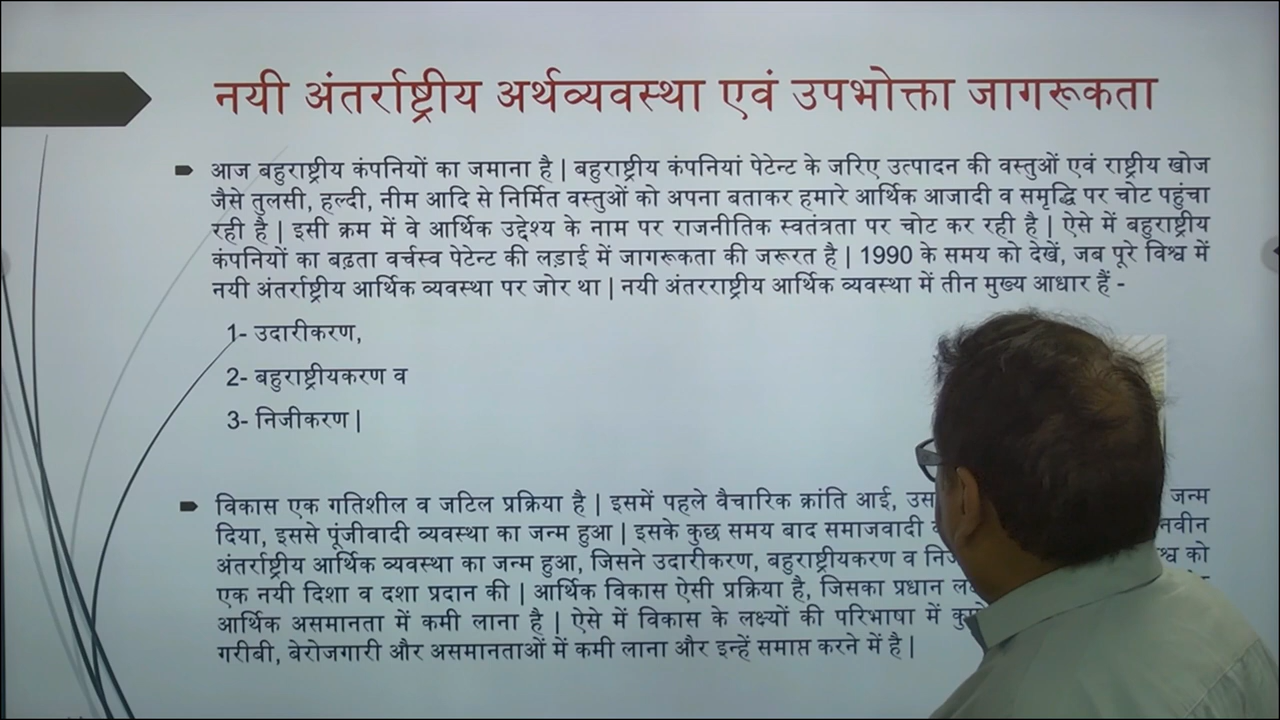 नयी अंतर्राष्ट्रीय अर्थव्यवस्था एवं उपभोक्ता जागरूकता
आज बहुराष्ट्रीय कंपनियों का जमाना है | बहुराष्ट्रीय कंपनियां पेटेन्ट के जरिए उत्पादन की वस्तुओं एवं राष्ट्रीय खोज
जैसे तुलसी, हल्दी, नीम आदि से निर्मित वस्तुओं को अपना बताकर हमारे आर्थिक आजादी व समृद्धि पर चोट पहुंचा
रही है | इसी क्रम में वे आर्थिक उद्देश्य के नाम पर राजनीतिक स्वतंत्रता पर चोट कर रही है | ऐसे में बहुराष्ट्रीय
कंपनियों का बढ़ता वर्चस्व पेटेन्ट की लड़ाई में जागरूकता की जरूरत है | 1990 के समय को देखें, जब पूरे विश्व में
नयी अंतर्राष्ट्रीय आर्थिक व्यवस्था पर जोर था | नयी अंतरराष्ट्रीय आर्थिक व्यवस्था में तीन मुख्य आधार हैं -
1- उदारीकरण,
2- बहुराष्ट्रीयकरण व
3- निजीकरण |
विकास एक गतिशील व जटिल प्रक्रिया है | इसमें पहले वैचारिक क्रांति आई, जन्म
दिया, इससे पूंजीवादी व्यवस्था का जन्म हुआ | इसके कुछ समय बाद समाजवादी नवीन
अंतर्राष्ट्रीय आर्थिक व्यवस्था का जन्म हुआ, जिसने उदारीकरण, बहुराष्ट्रीयकरण व को
एक नयी दिशा व दशा प्रदान की | आर्थिक विकास ऐसी प्रक्रिया है, जिसका प्रधान
आर्थिक असमानता में कमी लाना है | ऐसे में विकास के लक्ष्यों की परिभाषा में
गरीबी, बेरोजगारी और असमानताओं में कमी लाना और इन्हें समाप्त करने में है |